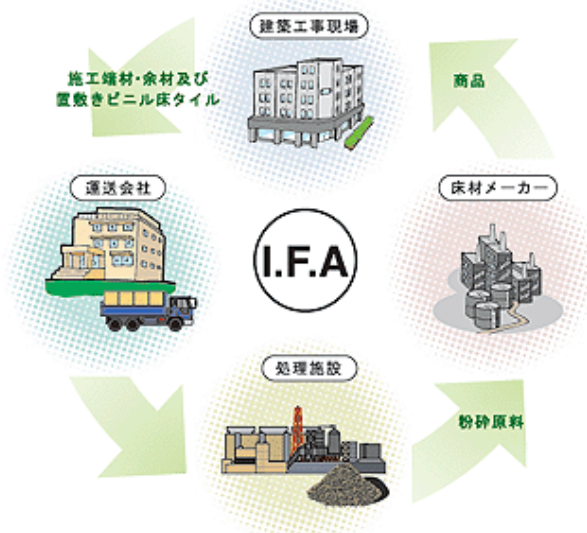 建築工事現場
施工端材・余材及び
置敷きビニル床タイル
商品
運送会社
床材メーカー
I.F.A
処理施設
粉砕原料